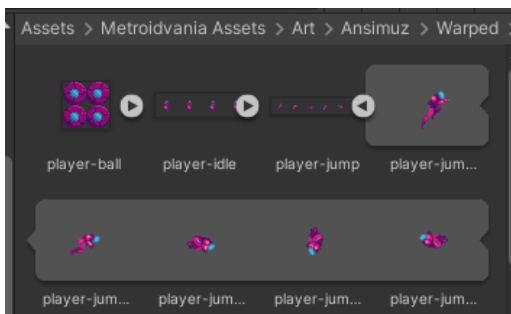 Assets > Metroidvania Assets > Art > Ansimuz > Warped
player-ball player-idle player-jump player-jum...
player-jum... player-jum... player-jum... player-jum...